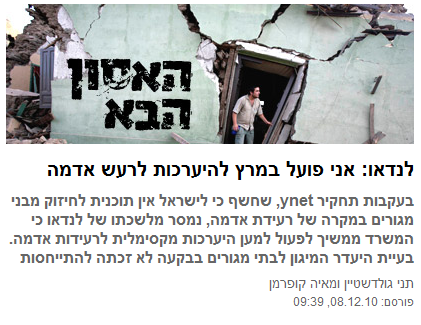 האסון
הבא
לנדאו: אני פועל במרץ להיערכות לרעש אדמה
בעקבות תחקיר ynet, שחשף כי לישראל אין תוכנית לחיזוק מבני
מגורים במקרה של רעידת אדמה, נמסר מלשכתו של לנדאו כי
המשרד ממשיך לפעול למען היערכות מקסימלית לרעידות אדמה.
בעיית היעדר המיגון לבתי מגורים בבקעה לא זכתה להתייחסות
תני גולדשטיין ומאיה קופרמן
פורסם: 08.12.10, 09:39